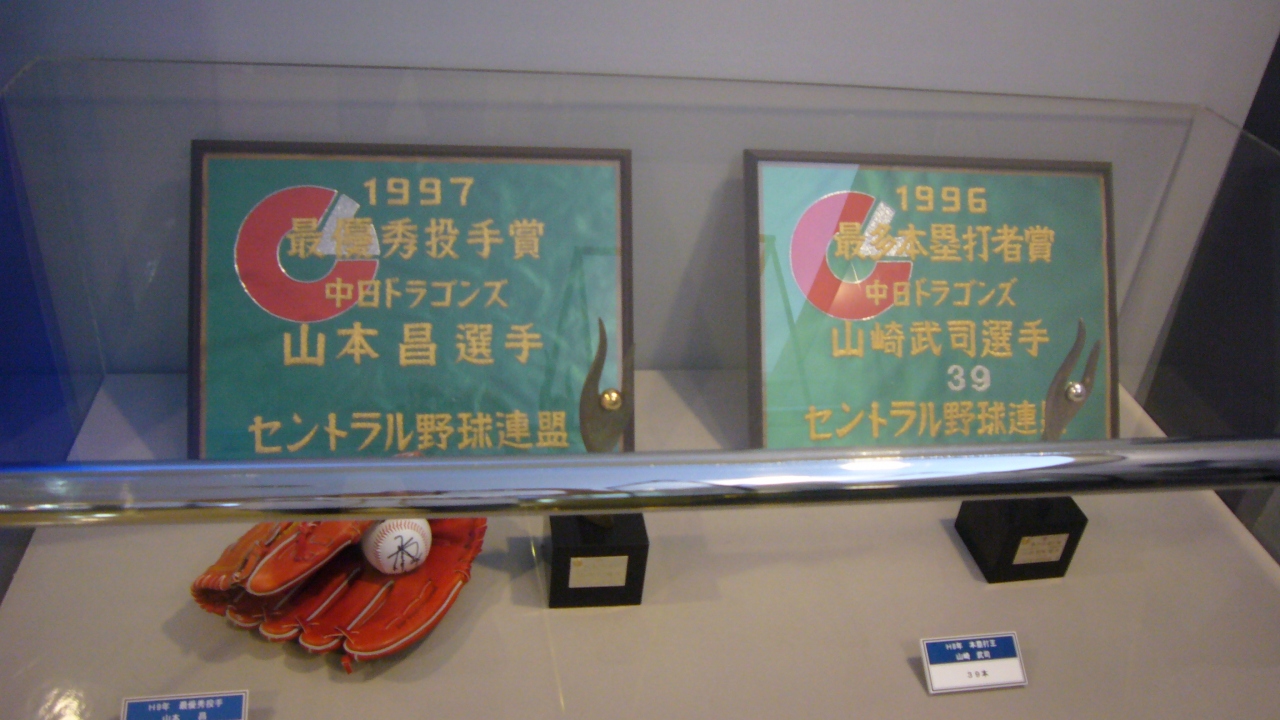 1997
最優秀投手賞
中日ドラゴンズ
山本昌選手
セントラル野球連盟
1996
最多本塁打者賞
中日ドラゴンズ
山崎武司選手
39
セントラル野球連
H9年 最優秀投手
山本 昌
H8年 本塁打王
山崎 武司
39本